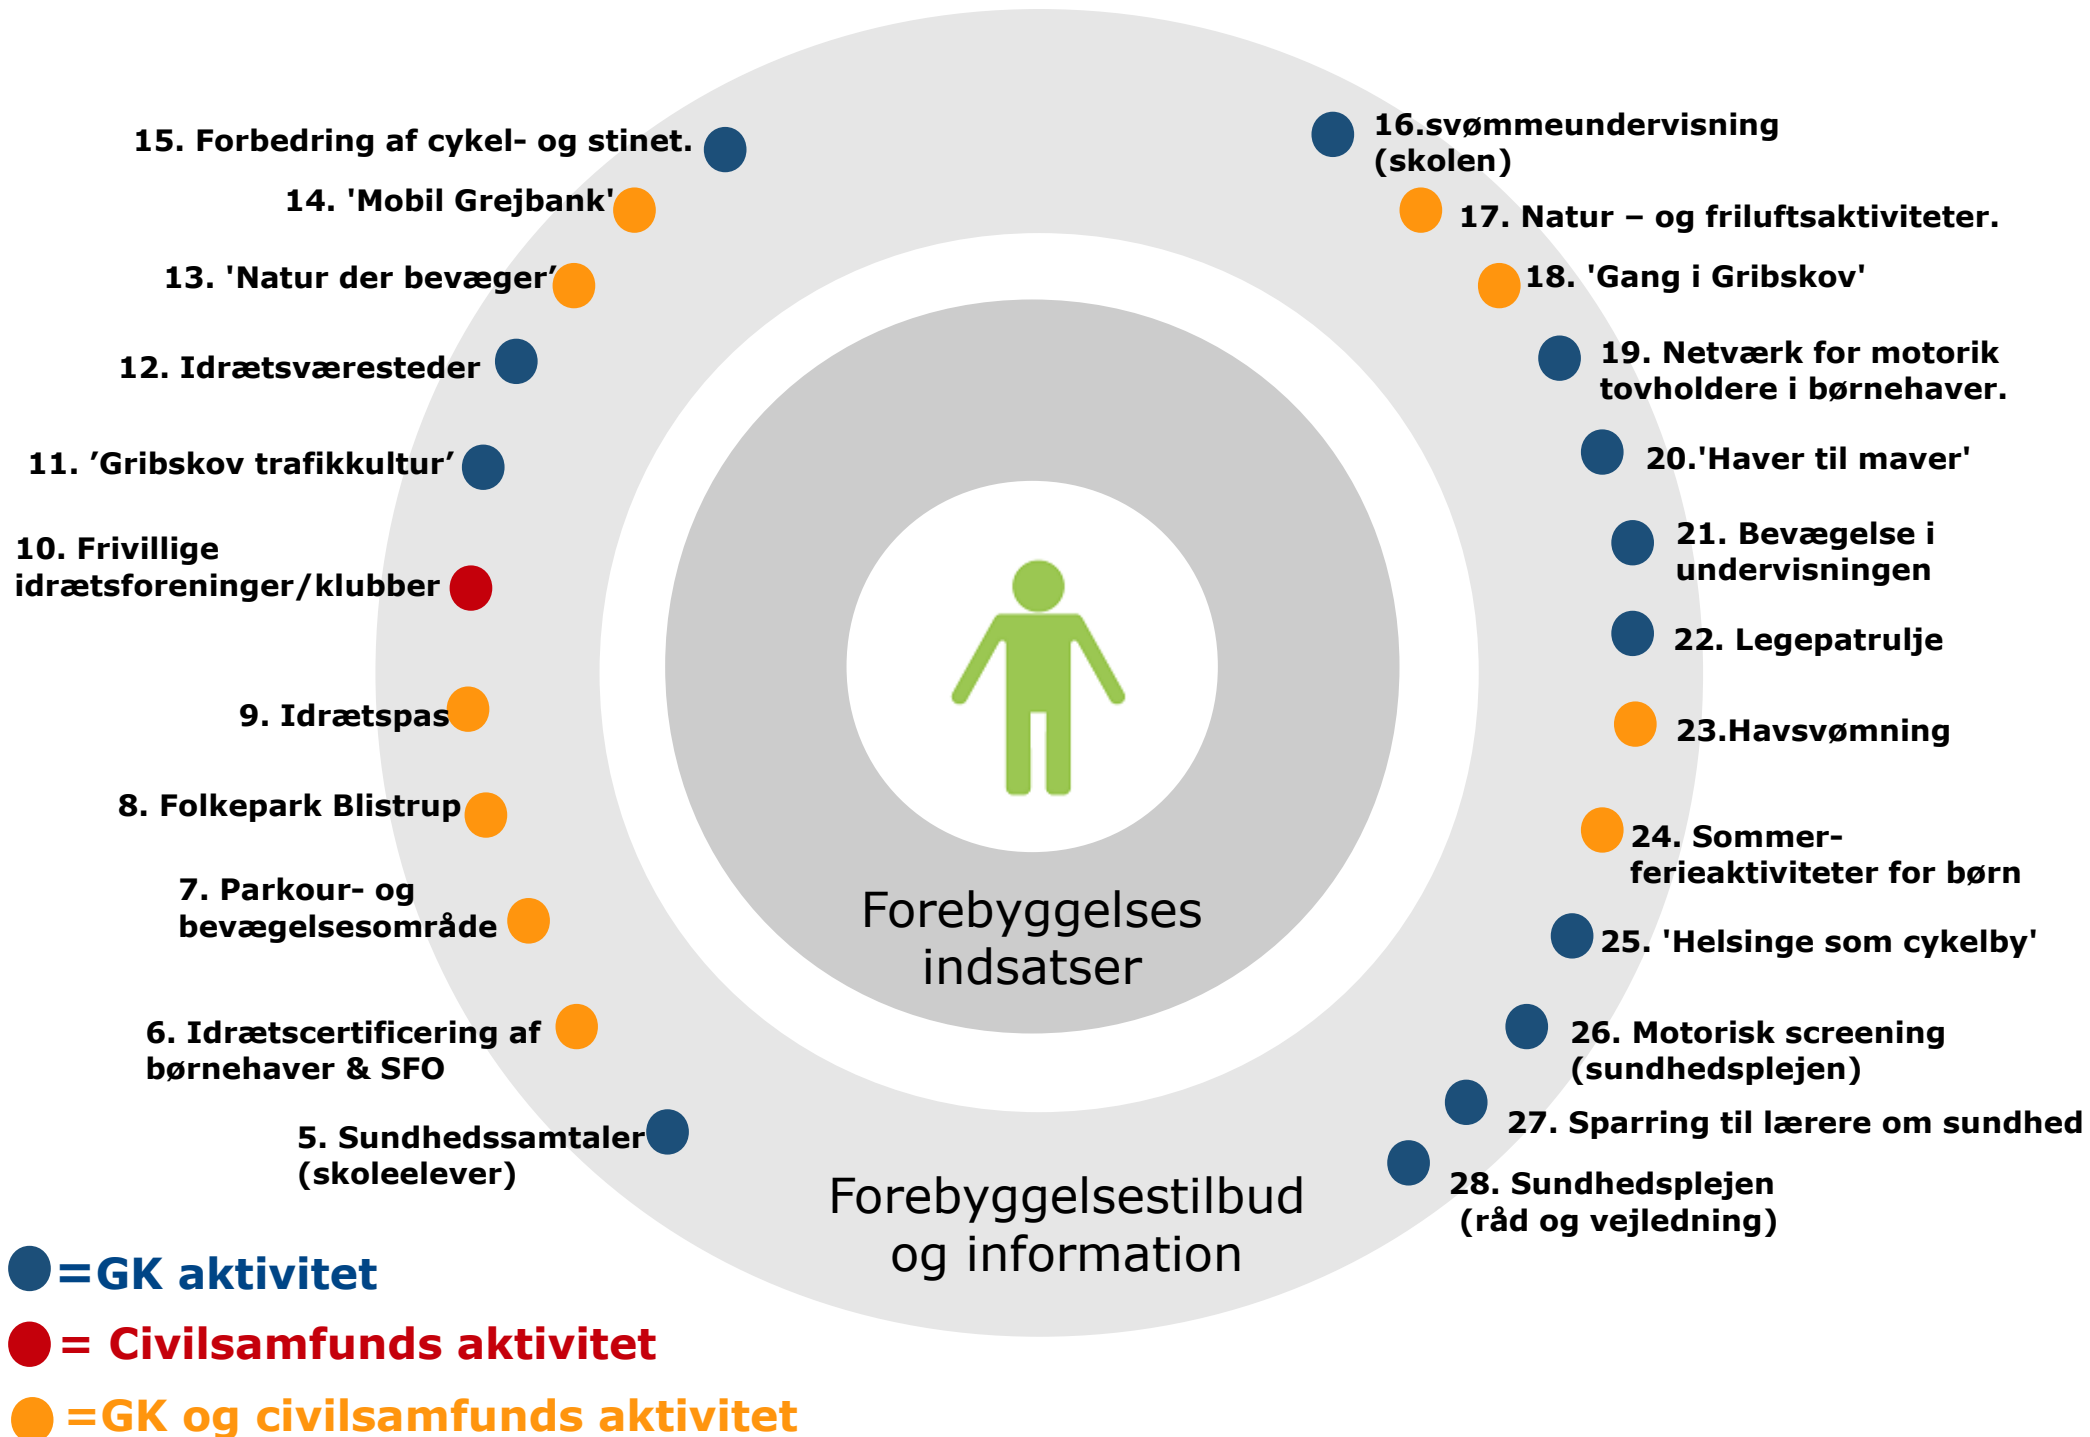 15. Forbedring af cykel- og stinet.
14. 'Mobil Grejbank'
13. 'Natur der bevæger’
12. Idrætsværesteder
11. ’Gribskov trafikkultur’
10. Frivillige
idrætsforeninger/klubber
9. Idrætspas
8. Folkepark Blistrup
7. Parkour- og
bevægelsesområde
6. Idrætscertificering af
børnehaver & SFO
5. Sundhedssamtaler
(skoleelever)
16.svømmeundervisning
(skolen)
17. Natur – og friluftsaktiviteter.
18. 'Gang i Gribskov'
19. Netværk for motorik
tovholdere i børnehaver.
20.'Haver til maver'
21. Bevægelse i
undervisningen
22. Legepatrulje
23.Havsvømning
24. Sommer-
ferieaktiviteter for børn
25. 'Helsinge som cykelby'
26. Motorisk screening
(sundhedsplejen)
27. Sparring til lærere om sundhed
28. Sundhedsplejen
(råd og vejledning)
Forebyggelses
indsatser
Forebyggelsestilbud
og information
=GK aktivitet
= Civilsamfunds aktivitet
=GK og civilsamfunds aktivitet